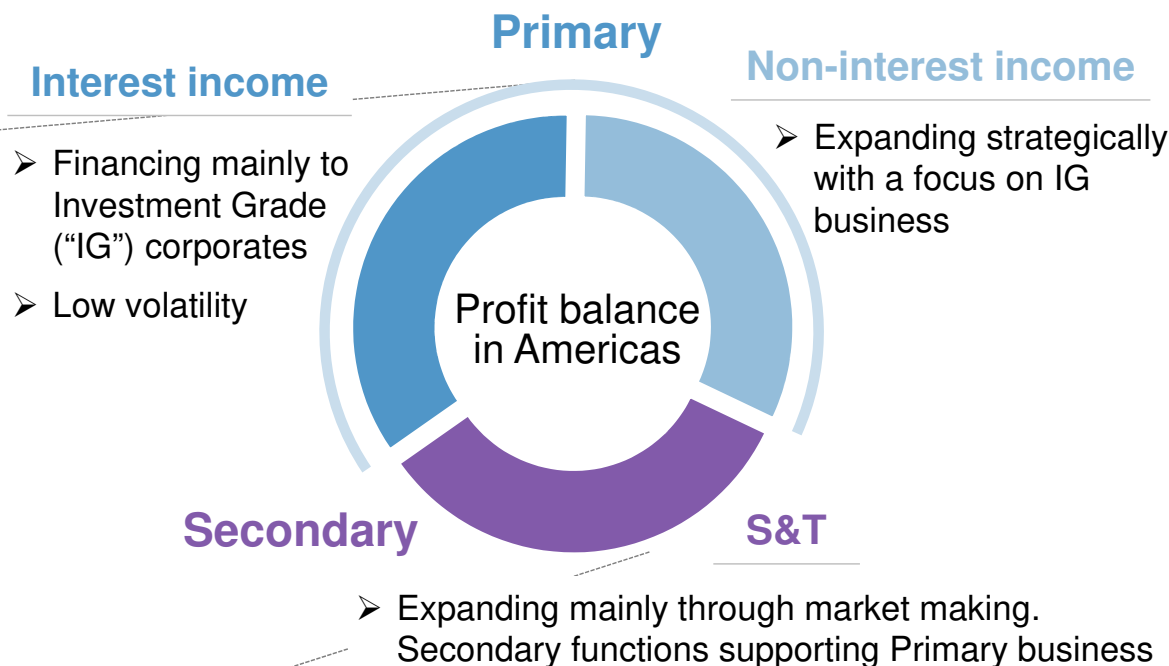 Primary
Interest income
➢ Financing mainly to
Investment Grade
(“IG”) corporates
➢ Low volatility
Non-interest income
➢ Expanding strategically
with a focus on IG
business
Profit balance
in Americas
Secondary
S&T
➢ Expanding mainly through market making.
Secondary functions supporting Primary business